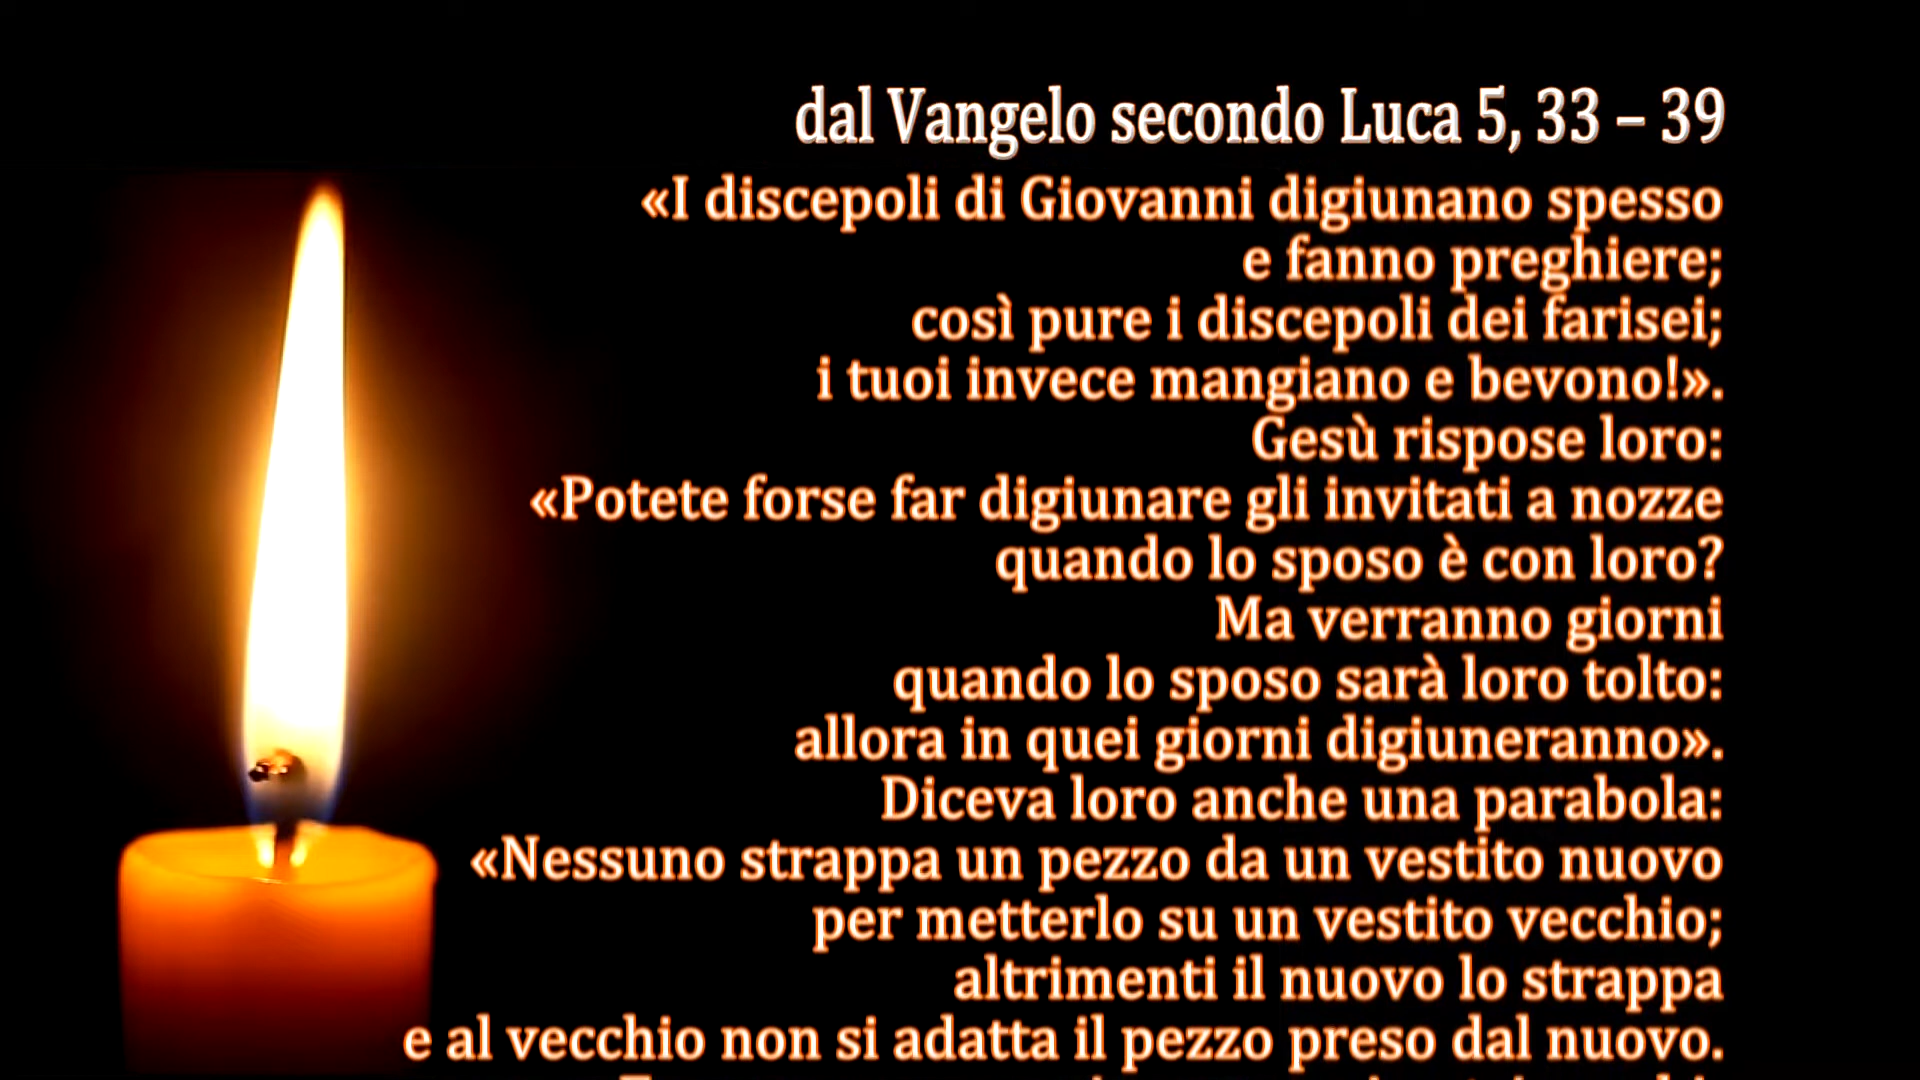 dal Vangelo secondo Luca 5, 33 – 39
«I discepoli di Giovanni digiunano spesso
e fanno preghiere;
così pure i discepoli dei farisei;
i tuoi invece mangiano e bevono!».
Gesù rispose loro:
«Potete forse far digiunare gli invitati a nozze
quando lo sposo è con loro?
Ma verranno giorni
quando lo sposo sarà loro tolto:
allora in quei giorni digiuneranno».
Diceva loro anche una parabola:
«Nessuno strappa un pezzo da un vestito nuovo
per metterlo su un vestito vecchio;
altrimenti il nuovo lo strappa
e al vecchio non si adatta il pezzo preso dal nuovo.